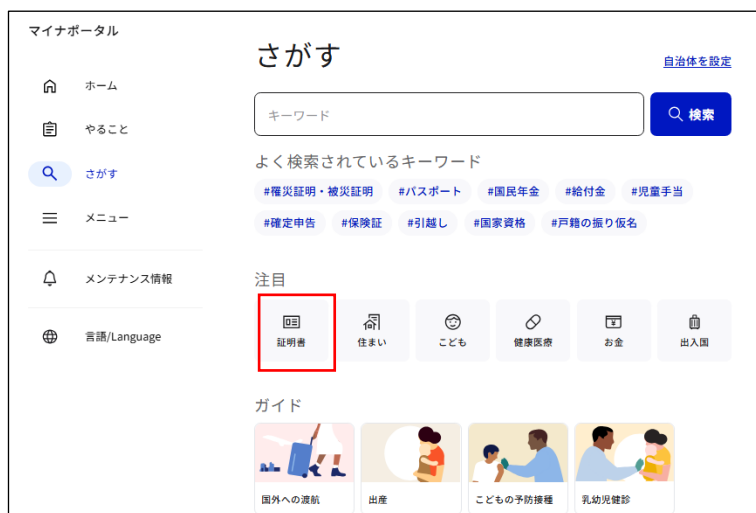 マイナポータル
ホーム
やること
さがす
メニュー
メンテナンス情報
言語/Language
さがす
自治体を設定
キーワード
検索
よく検索されているキーワード
#罹災証明・被災証明 #パスポート #国民年金 #給付金 #児童手当
#確定申告 #保険証 #引越し #国家資格 #戸籍の振り仮名
注目
証明書 住まい こども 健康医療 お金 出入国
ガイド
国外への渡航 出産 こどもの予防接種 乳幼児健診